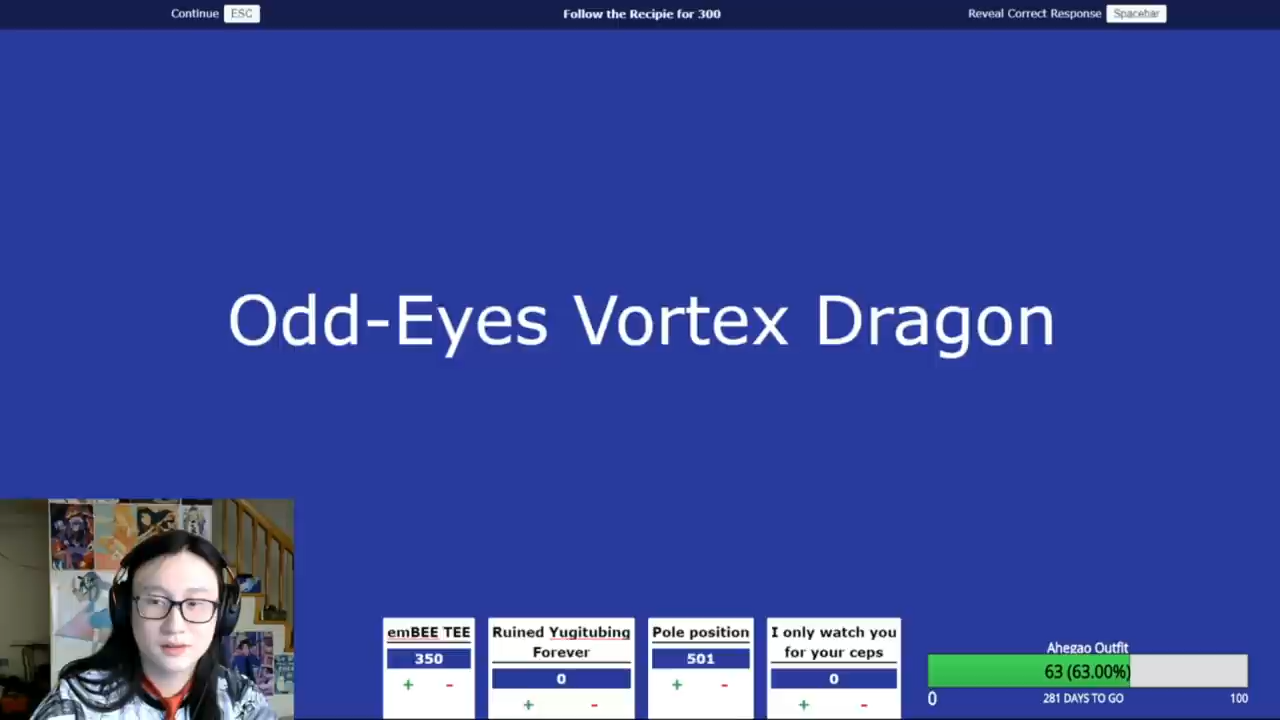 Continue ESC
Follow the Recipie for 300
Reveal Correct Response Spacebar
Odd-Eyes Vortex Dragon
emBEE TEE
350
+ -
Ruined Yugitubing
Forever
0
+ -
Pole position
501
+ -
I only watch you
for your ceps
0
+ -
Ahegao Outfit
63 (63.00%)
0 281 DAYS TO GO 100